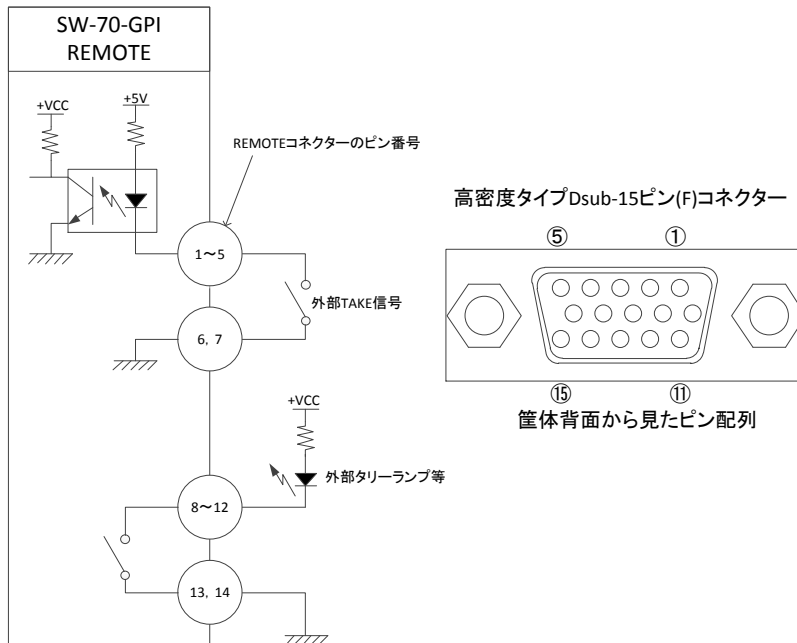 SW-70-GPI
REMOTE
+VCC
+5V
REMOTEコネクターのピン番号
1～5
外部TAKE信号
6, 7
+VCC
外部タリーランプ等
8～12
13, 14
高密度タイプDsub-15ピン(F)コネクター
⑤
①
⑮
⑪
筐体背面から見たピン配列